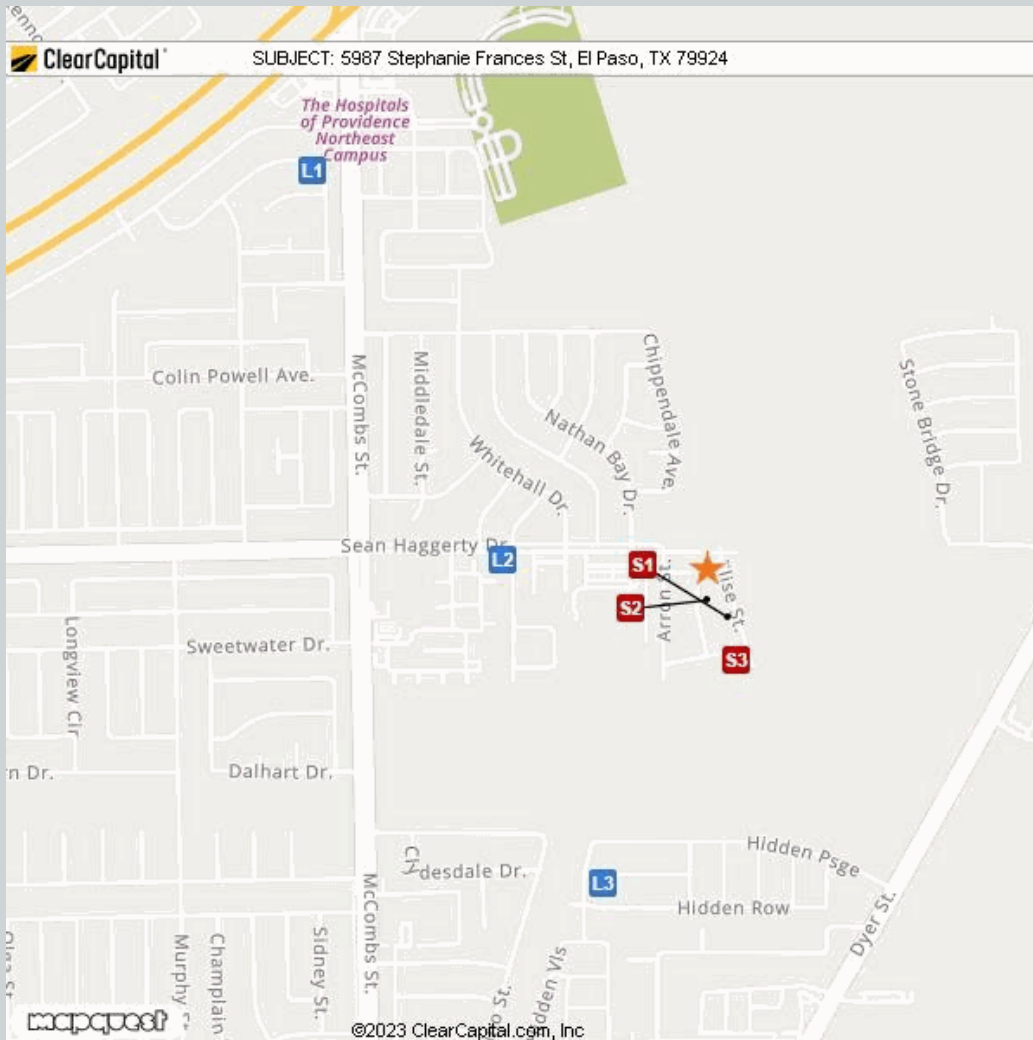 ClearCapital
SUBJECT: 5987 Stephanie Frances St, El Paso, TX 79924
The Hospitals
of Providence
Northeast
Campus
L1
Colin Powell Ave.
McCombs St.
Middledale St.
Whitehall Dr.
Nathan Bay Dr.
Chippendale Ave.
Stone Bridge Dr.
Sean Haggerty Dr.
L2
S1
S2
S3
Arron St.
Longview Cir
Sweetwater Dr.
Dalhart Dr.
Hidden Psge
L3
Hidden Row
Dyer St.
McCombs St.
Murphy
Champlain
Sidney St.
mapquest
©2023 ClearCapital.com, Inc